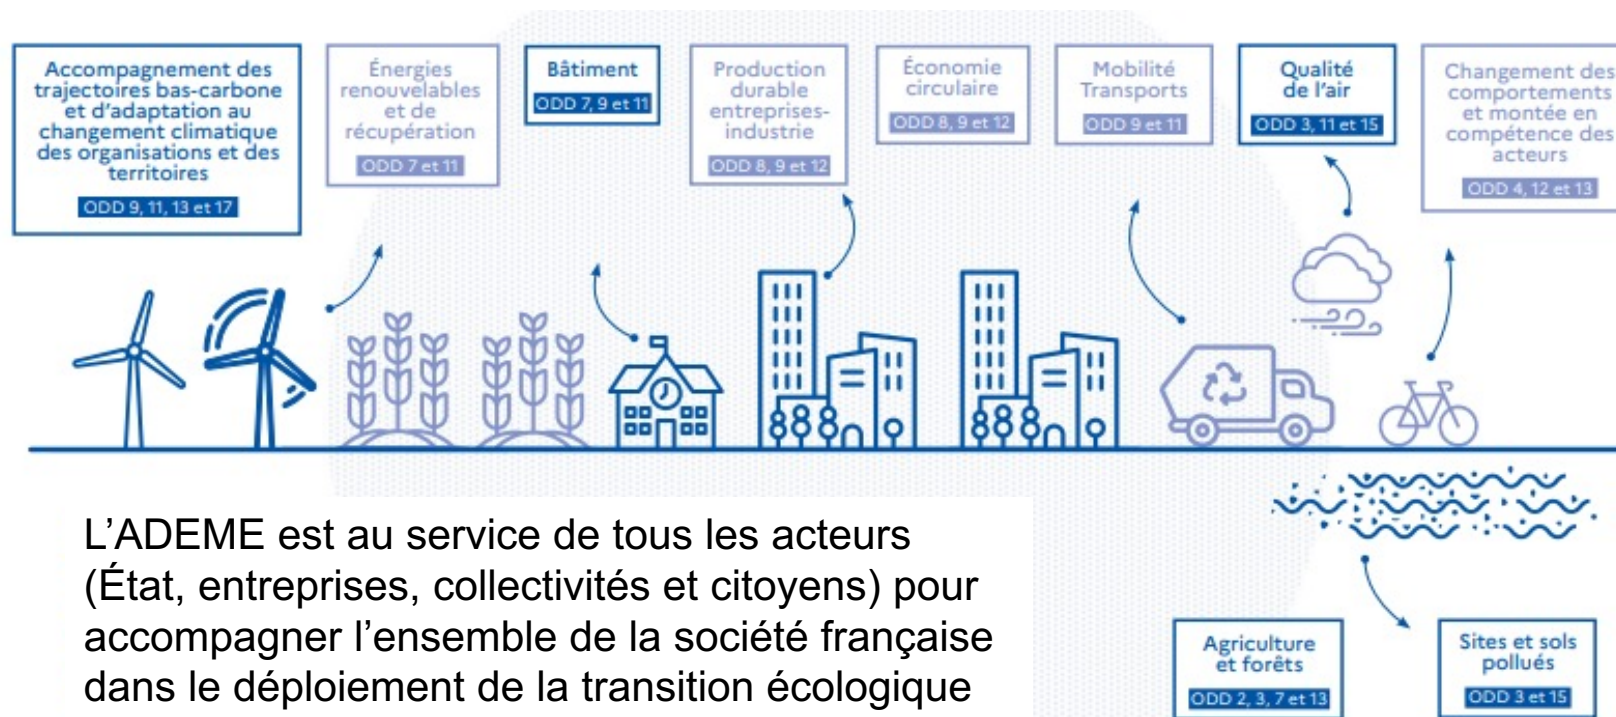 Accompagnement des
trajectoires bas-carbone
et d'adaptation au
changement climatique
des organisations et des
territoires
ODD 9, 11, 13 et 17
Énergies
renouvelables
et de
récupération
ODD 7 et 11
Bâtiment
ODD 7, 9 et 11
Production
durable
entreprises-
industrie
ODD 8, 9 et 12
Économie
circulaire
ODD 8, 9 et 12
Mobilité
Transports
ODD 9 et 11
Qualité
de l'air
ODD 3, 11 et 15
Changement des
comportements
et montée en
compétence des
acteurs
ODD 4, 12 et 13
L'ADEME est au service de tous les acteurs
(État, entreprises, collectivités et citoyens) pour
accompagner l'ensemble de la société française
dans le déploiement de la transition écologique
Agriculture
et forêts
ODD 2, 3, 7 et 13
Sites et sols
pollués
ODD 3 et 15